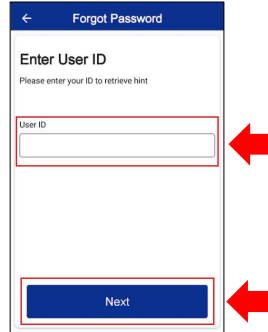 Forgot Password
Enter User ID
Please enter your ID to retrieve hint
User ID
Next